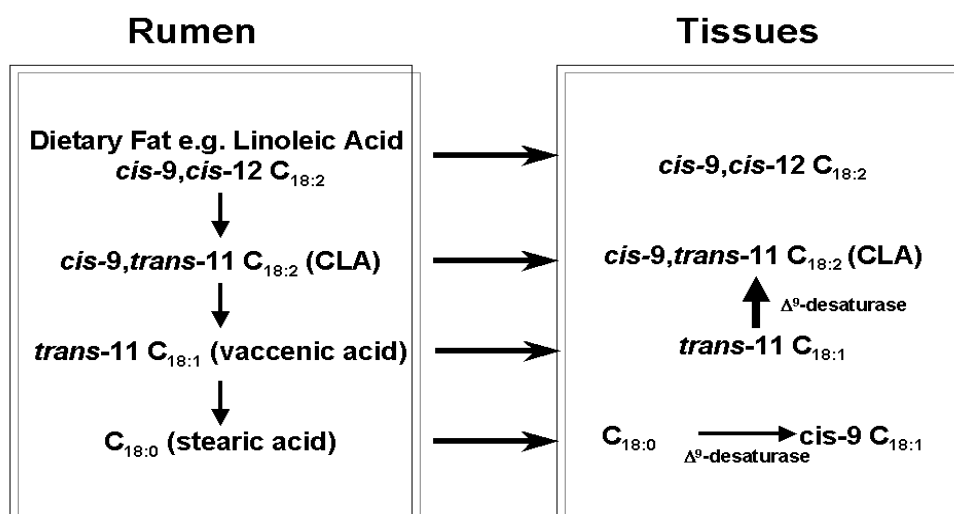 Rumen
Dietary Fat e.g. Linoleic Acid
cis-9,cis-12 C18:2
cis-9,trans-11 C18:2 (CLA)
trans-11 C18:1 (vaccenic acid)
C18:0 (stearic acid)
Tissues
cis-9,cis-12 C18:2
cis-9,trans-11 C18:2 (CLA)
Δ⁹-desaturase
trans-11 C18:1
C18:0
cis-9 C18:1
Δ⁹-desaturase